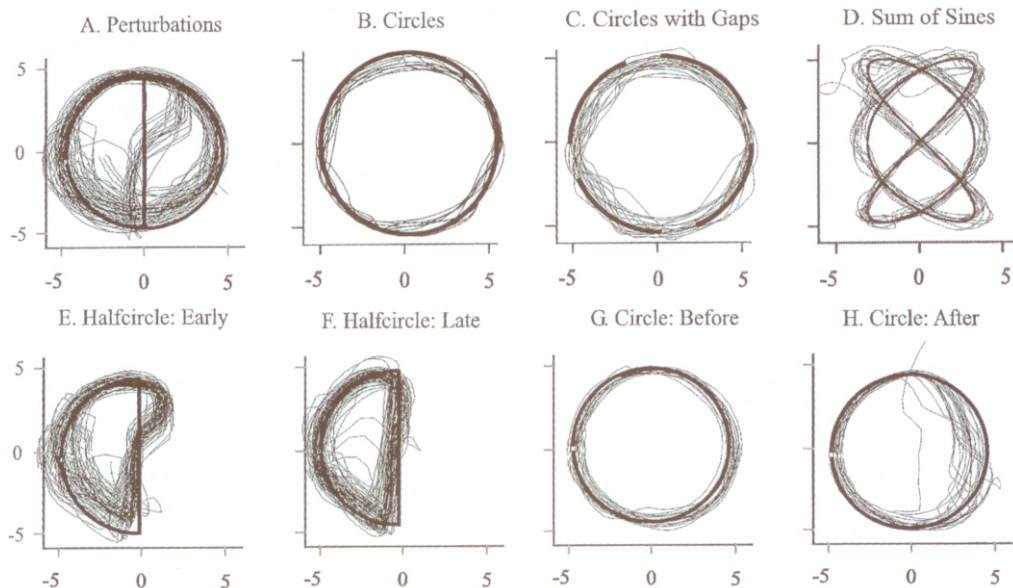 A. Perturbations
B. Circles
C. Circles with Gaps
D. Sum of Sines
5
0
-5
-5 0 5
-5 0 5
-5 0 5
-5 0 5
E. Halfcircle: Early
F. Halfcircle: Late
G. Circle: Before
H. Circle: After
5
0
-5
-5 0 5
-5 0 5
-5 0 5
-5 0 5